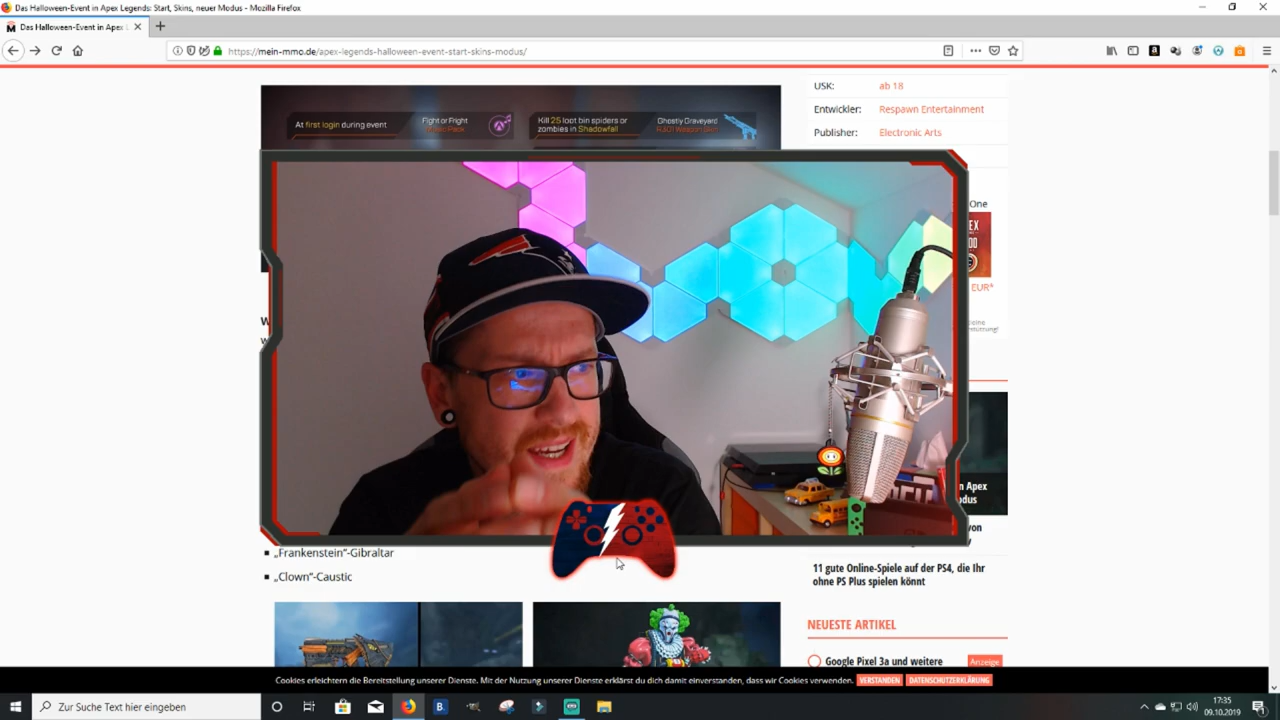 Das Halloween-Event in Apex Legends: Start, Skins, neuer Modus - Mozilla Firefox
Das Halloween-Event in Apex L
https://mein-mmo.de/apex-legends-halloween-event-start-skins-modus/
At first login during event
Fight or Fright
Music Pack
Kill 25 loot bin spiders or
zombies in Shadowfall
Ghostly Graveyard
R301 Weapon Skin
USK:
ab 18
Entwickler:
Respawn Entertainment
Publisher:
Electronic Arts
One
EUR*
n Apex
odus
von
„Frankenstein“-Gibraltar
„Clown“-Caustic
11 gute Online-Spiele auf der PS4, die Ihr
ohne PS Plus spielen könnt
NEUESTE ARTIKEL
Google Pixel 3a und weitere
Anzeige
Cookies erleichtern die Bereitstellung unserer Dienste. Mit der Nutzung unserer Dienste erklärst du dich damit einverstanden, dass wir Cookies verwenden.
VERSTANDEN
DATENSCHUTZERKLÄRUNG
Zur Suche Text hier eingeben
17:35
09.10.2019